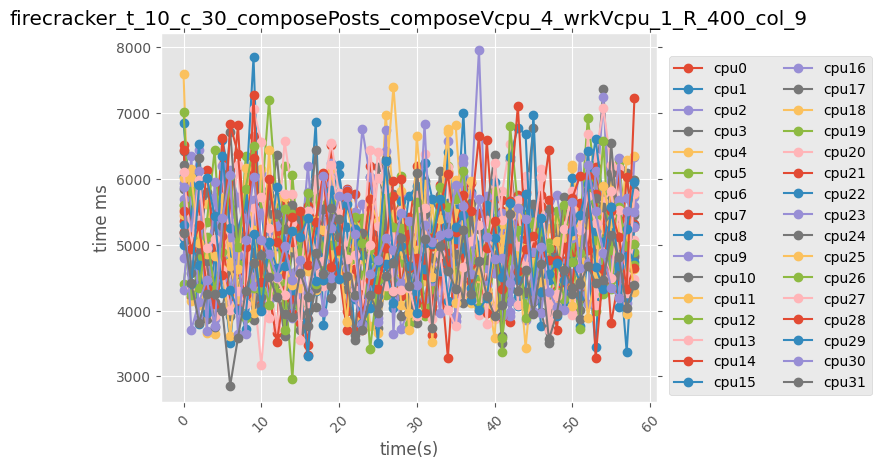 firecracker_t_10_c_30_composePosts_composeVcpu_4_wrkVcpu_1_R_400_col_9
8000
7000
6000
5000
4000
3000
time ms
0
10
20
30
40
50
60
time(s)
cpu0
cpu1
cpu2
cpu3
cpu4
cpu5
cpu6
cpu7
cpu8
cpu9
cpu10
cpu11
cpu12
cpu13
cpu14
cpu15
cpu16
cpu17
cpu18
cpu19
cpu20
cpu21
cpu22
cpu23
cpu24
cpu25
cpu26
cpu27
cpu28
cpu29
cpu30
cpu31